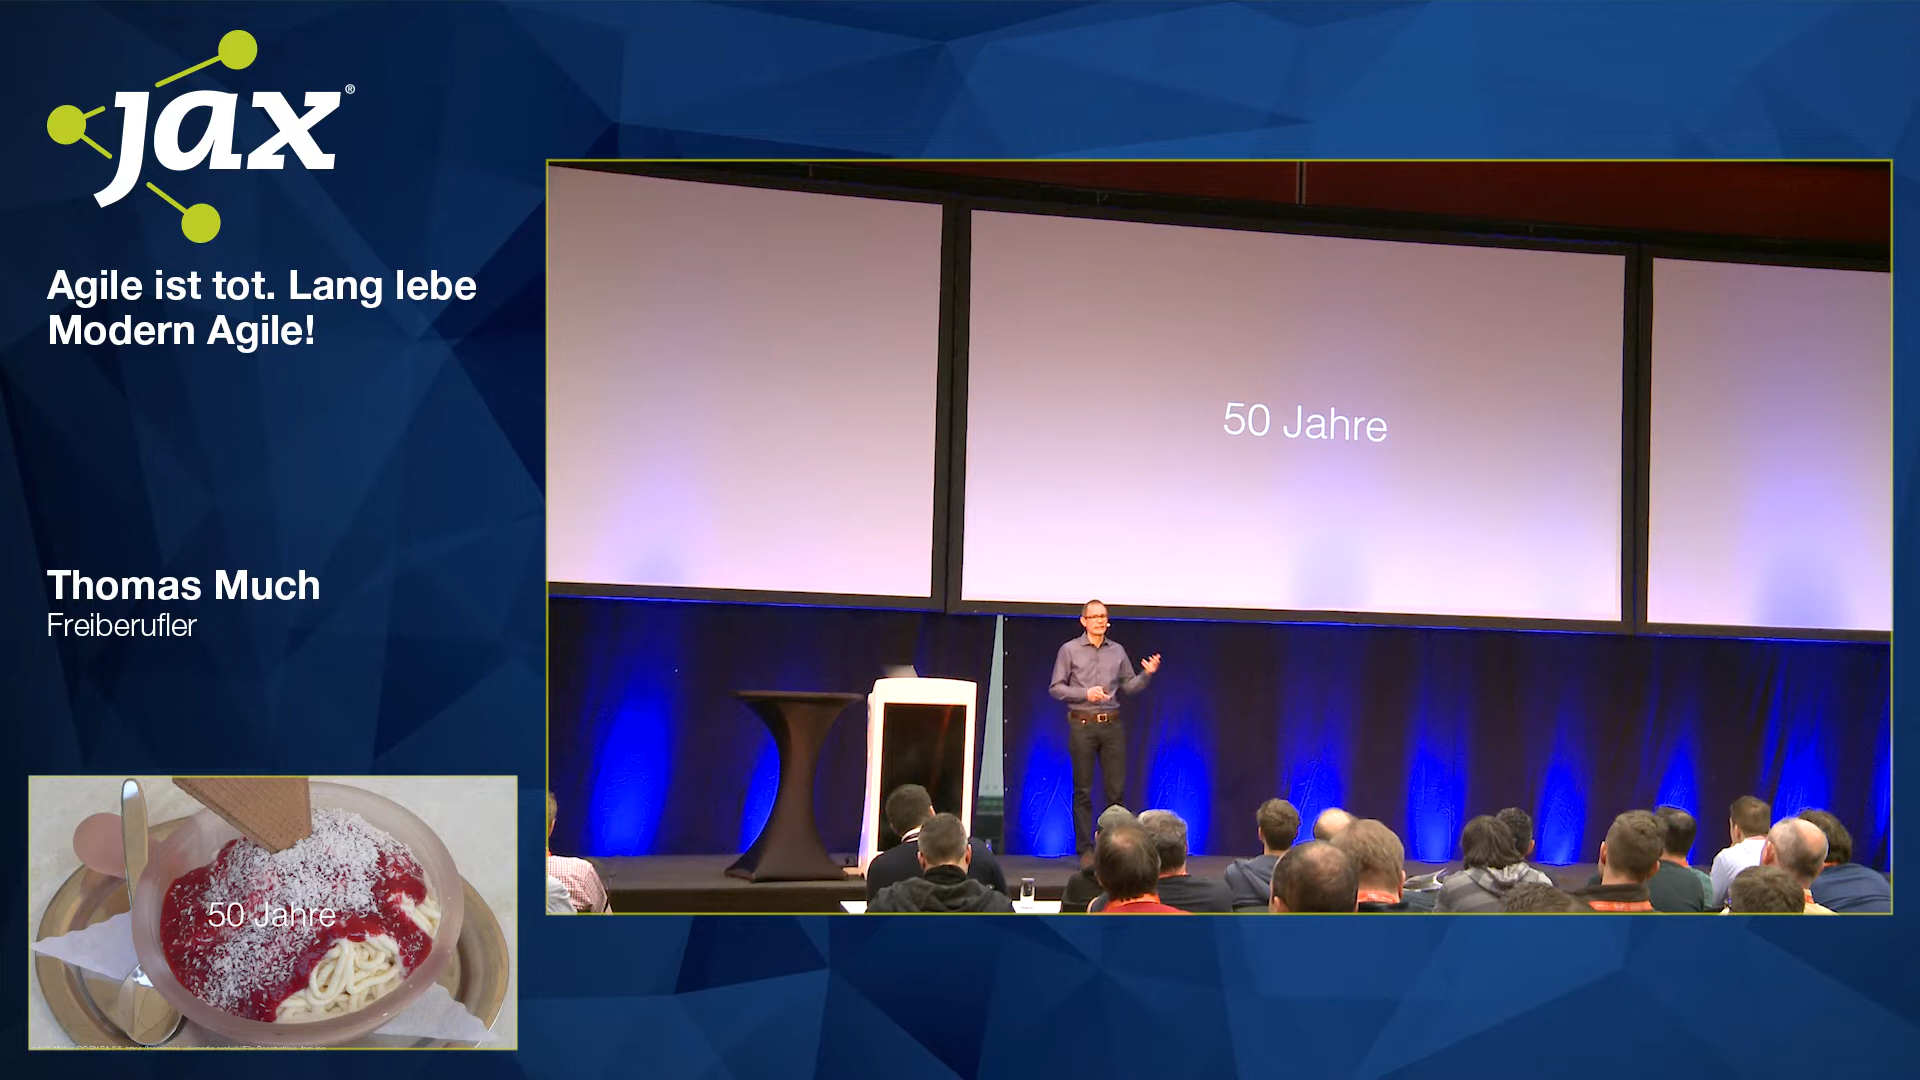 jax®
Agile ist tot. Lang lebe
Modern Agile!
50 Jahre
Thomas Much
Freiberufler
50 Jahre